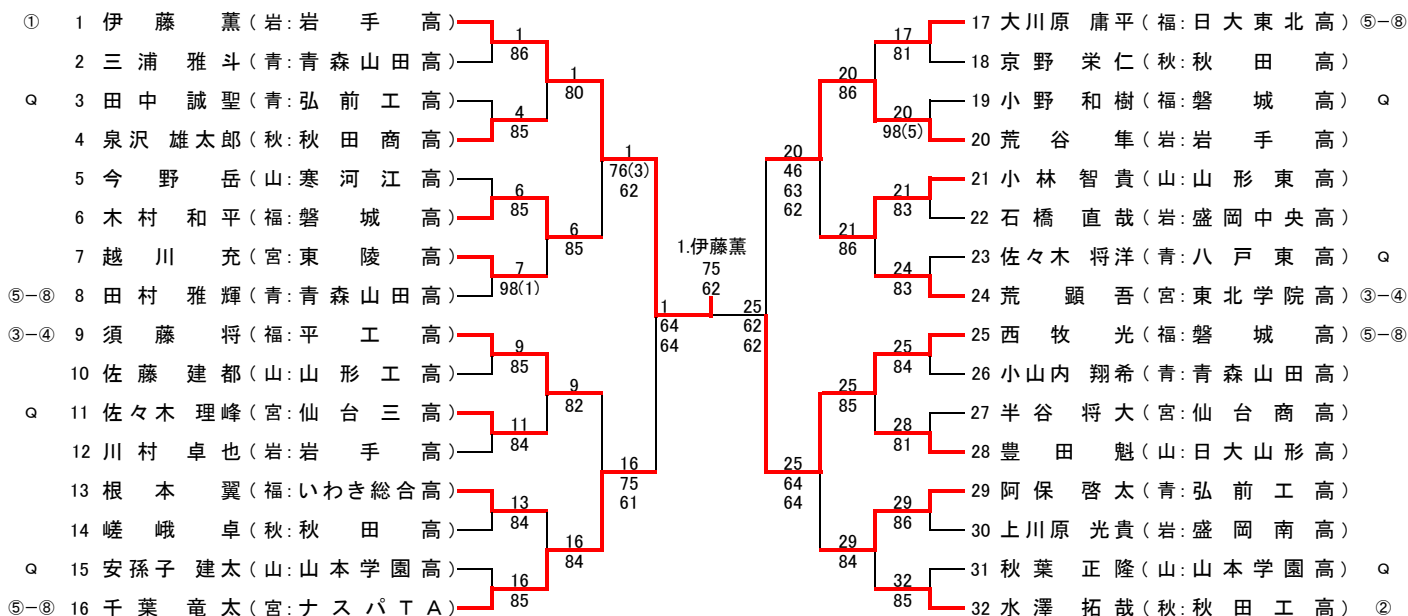 ① 1 伊藤 薫 (岩:岩手高)
2 三浦 雅斗 (青:青森山田高)
Q 3 田中 誠聖 (青:弘前工高)
4 泉沢 雄太郎 (秋:秋田商高)
5 今野 岳 (山:寒河江高)
6 木村 和平 (福:磐城高)
7 越川 充 (宮:東陵高)
⑤-⑧ 8 田村 雅輝 (青:青森山田高)
③-④ 9 須藤 将 (福:平工高)
10 佐藤 建都 (山:山形工高)
Q 11 佐々木 理峰 (宮:仙台三高)
12 川村 卓也 (岩:岩手高)
13 根本 翼 (福:いわき総合高)
14 嵯峨 卓 (秋:秋田高)
Q 15 安孫子 建太 (山:山本学園高)
⑤-⑧ 16 千葉 竜太 (宮:ナスパTA)
1
86
4
85
6
85
7
98(1)
9
85
11
84
13
84
16
85
1
80
6
85
9
82
16
84
1
76(3)
62
16
75
61
1
64
64
1.伊藤薫
75
62
25
62
62
20
46
63
62
25
64
64
20
86
21
86
25
85
29
84
17
81
20
98(5)
21
83
24
83
25
84
28
81
29
86
32
85
17 大川原 庸平 (福:日大東北高) ⑤-⑧
18 京野 栄仁 (秋:秋田高)
19 小野 和樹 (福:磐城高) Q
20 荒谷 隼 (岩:岩手高)
21 小林 智貴 (山:山形東高)
22 石橋 直哉 (岩:盛岡中央高)
23 佐々木 将洋 (青:八戸東高) Q
24 荒 顕吾 (宮:東北学院高) ③-④
25 西牧 光 (福:磐城高) ⑤-⑧
26 小山内 翔希 (青:青森山田高)
27 半谷 将大 (宮:仙台商高)
28 豊田 魁 (山:日大山形高)
29 阿保 啓太 (青:弘前工高)
30 上川原 光貴 (岩:盛岡南高)
31 秋葉 正隆 (山:山本学園高) Q
32 水澤 拓哉 (秋:秋田工高) ②